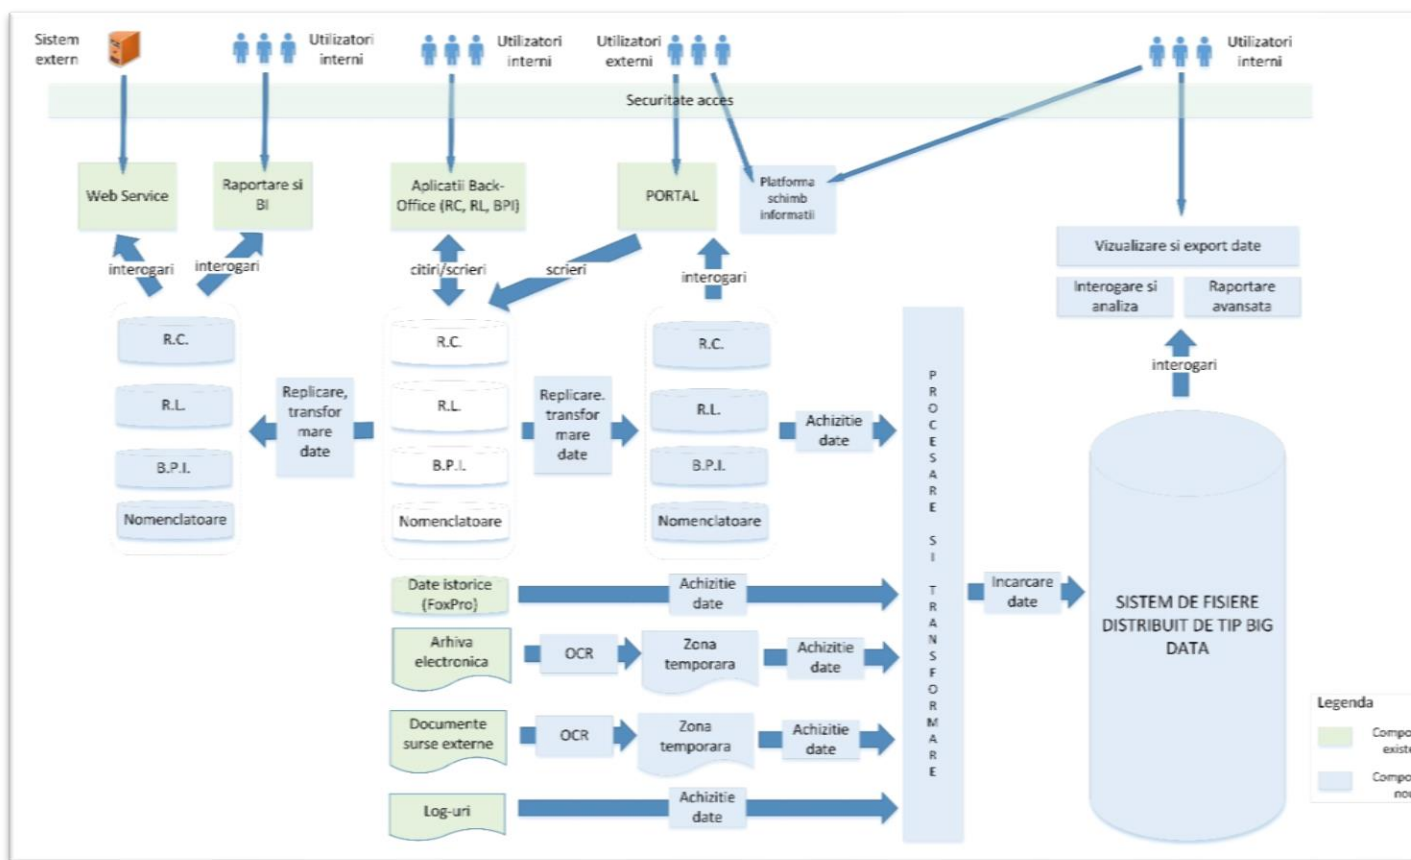 Sistem
extern
Utilizatori
interni
Utilizatori
interni
Utilizatori
externi
Utilizatori
interni
Securitate acces
Web Service
Raportare si
BI
Aplicatii Back-
Office (RC, RL, BPI)
PORTAL
Platforma
schimb
informatii
Vizualizare si export date
Interogare si
analiza
Raportare
avansata
interogari
interogari
citiri/scrieri
scrieri
interogari
interogari
R.C.
R.L.
B.P.I.
Nomenclatoare
Replicare,
transfor
mare
date
R.C.
R.L.
B.P.I.
Nomenclatoare
Replicare.
transfor
mare
date
R.C.
R.L.
B.P.I.
Nomenclatoare
Achizitie
date
Date istorice
(FoxPro)
Achizitie
date
Arhiva
electronica
OCR
Zona
temporara
Achizitie
date
Documente
surse externe
OCR
Zona
temporara
Achizitie
date
Log-uri
Achizitie
date
PROCESARE SI TRANSFORMARE
Incarcare
date
SISTEM DE FISIERE
DISTRIBUIT DE TIP BIG
DATA
Legenda
Compo
existe
Compo
nou